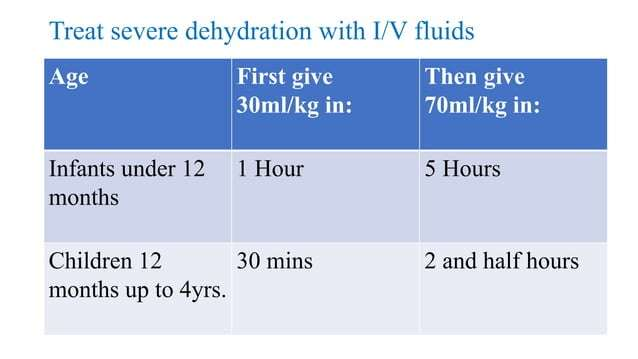 Treat severe dehydration with I/V fluids
Age
First give
30ml/kg in:
Then give
70ml/kg in:
Infants under 12
months
1 Hour
5 Hours
Children 12
months up to 4yrs.
30 mins
2 and half hours